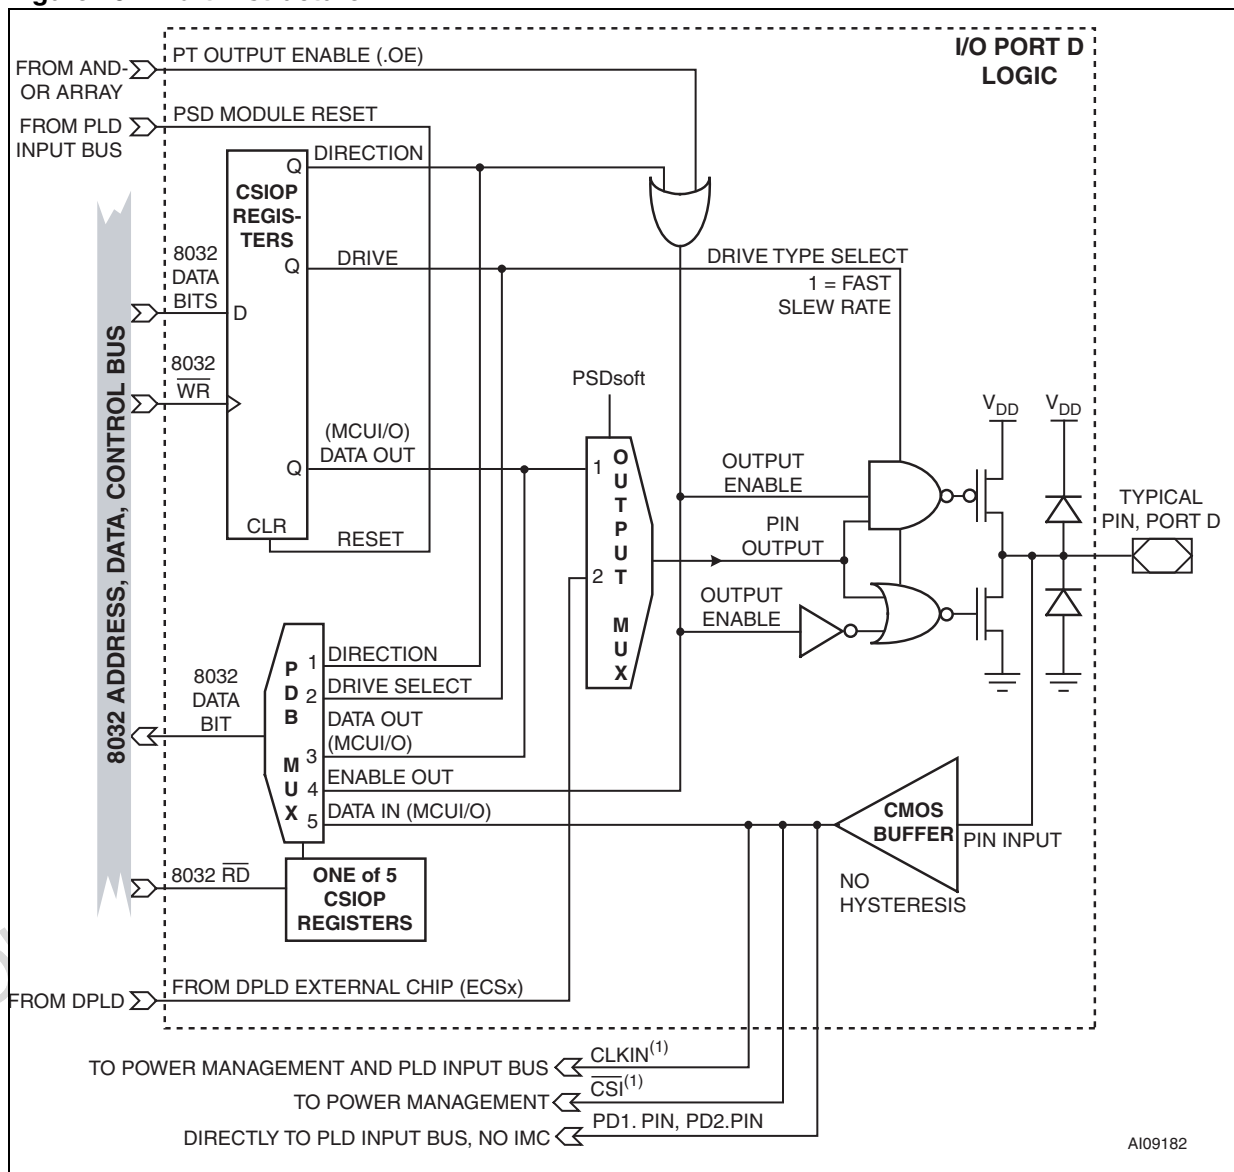 I/O PORT D
LOGIC
PT OUTPUT ENABLE (.OE)
FROM AND-
OR ARRAY
PSD MODULE RESET
FROM PLD
INPUT BUS
DIRECTION
Q
CSIOP
REGIS-
TERS
8032
DATA
BITS
Q
DRIVE
DRIVE TYPE SELECT
1 = FAST
SLEW RATE
D
8032 ADDRESS, DATA, CONTROL BUS
8032
WR
PSDsoft
VDD
VDD
(MCUI/O)
DATA OUT
Q
1
OUTPUT MUX
OUTPUT
ENABLE
TYPICAL
PIN, PORT D
CLR
RESET
PIN
OUTPUT
2
OUTPUT
ENABLE
PDB MUX
1
DIRECTION
8032
DATA
BIT
2
DRIVE SELECT
DATA OUT
(MCUI/O)
3
4
ENABLE OUT
5
DATA IN (MCUI/O)
CMOS
BUFFER
PIN INPUT
NO
HYSTERESIS
8032 RD
ONE of 5
CSIOP
REGISTERS
FROM DPLD
FROM DPLD EXTERNAL CHIP (ECSx)
TO POWER MANAGEMENT AND PLD INPUT BUS
CLKIN(1)
TO POWER MANAGEMENT
CSI(1)
DIRECTLY TO PLD INPUT BUS, NO IMC
PD1. PIN, PD2.PIN
AI09182